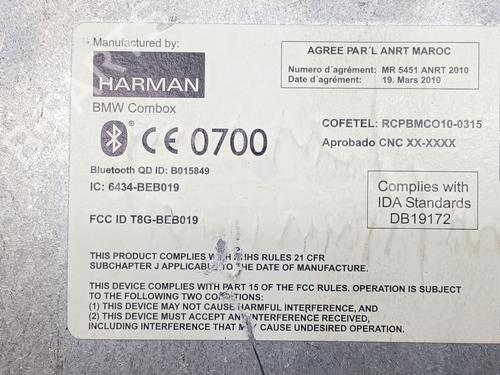 Manufactured by:
HARMAN
BMW Combox
CE 0700
Bluetooth QD ID: B015849
IC: 6434-BEB019
FCC ID T8G-BEB019
AGREE PAR´L ANRT MAROC
Numero d´agrément: MR 5451 ANRT 2010
Date d´agrément: 19. Mars 2010
COFETEL: RCPBMCO10-0315
Aprobado CNC XX-XXXX
Complies with
IDA Standards
DB19172
THIS PRODUCT COMPLIES WITH DHHS RULES 21 CFR
SUBCHAPTER J APPLICABLE TO THE DATE OF MANUFACTURE.
THIS DEVICE COMPLIES WITH PART 15 OF THE FCC RULES. OPERATION IS SUBJECT
TO THE FOLLOWING TWO CONDITIONS:
(1) THIS DEVICE MAY NOT CAUSE HARMFUL INTERFERENCE, AND
(2) THIS DEVICE MUST ACCEPT ANY INTERFERENCE RECEIVED,
INCLUDING INTERFERENCE THAT MAY CAUSE UNDESIRED OPERATION.